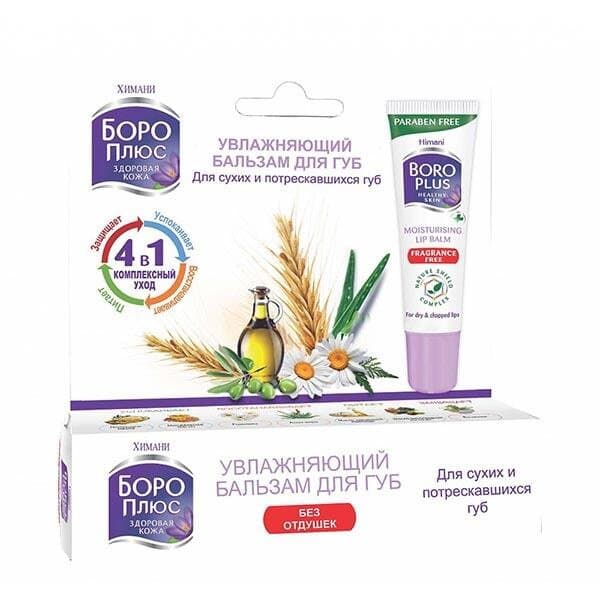 Химани
БОРО
ПЛЮС
ЗДОРОВАЯ
КОЖА
УВЛАЖНЯЮЩИЙ
БАЛЬЗАМ ДЛЯ ГУБ
Для сухих и потрескавшихся губ
Защищает
Успокаивает
Восстанавливает
Питает
4 в 1
КОМПЛЕКСНЫЙ
УХОД
PARABEN FREE
Himani
BORO
PLUS
HEALTHY
SKIN
MOISTURISING
LIP BALM
FRAGRANCE
FREE
NATURE SHIELD
COMPLEX
For dry & chapped lips
Химани
БОРО
ПЛЮС
ЗДОРОВАЯ
КОЖА
УВЛАЖНЯЮЩИЙ
БАЛЬЗАМ ДЛЯ ГУБ
БЕЗ
ОТДУШЕК
Для сухих и
потрескавшихся
губ